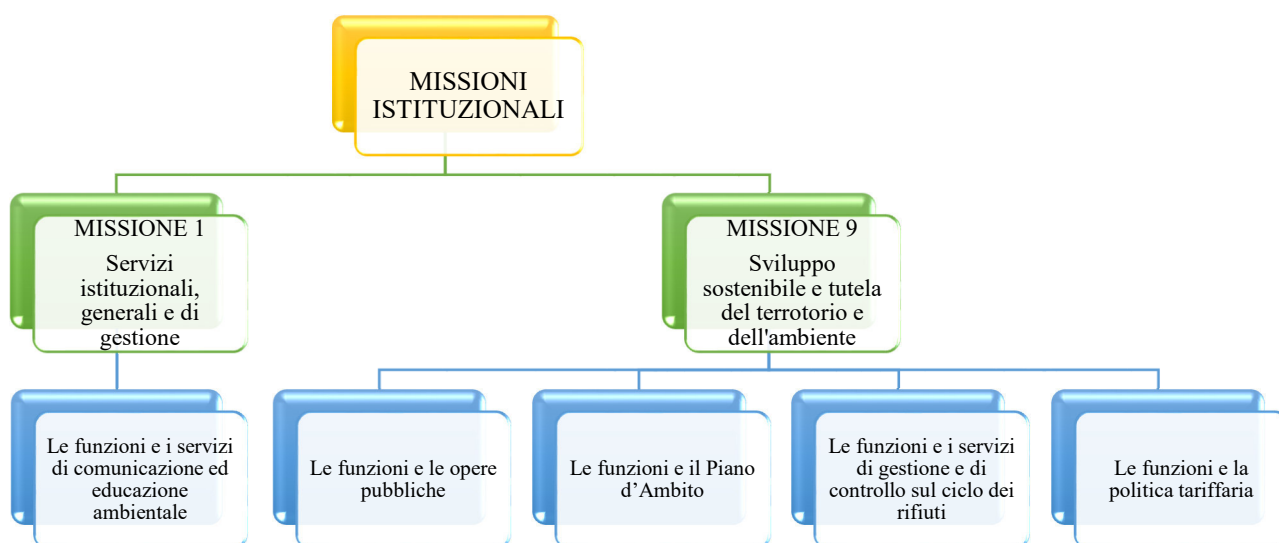 MISSIONI
ISTITUZIONALI
MISSIONE 1
Servizi
istituzionali,
generali e di
gestione
MISSIONE 9
Sviluppo
sostenibile e tutela
del terrotorio e
dell'ambiente
Le funzioni e i servizi
di comunicazione ed
educazione
ambientale
Le funzioni e le opere
pubbliche
Le funzioni e il Piano
d’Ambito
Le funzioni e i servizi
di gestione e di
controllo sul ciclo dei
rifiuti
Le funzioni e la
politica tariffaria